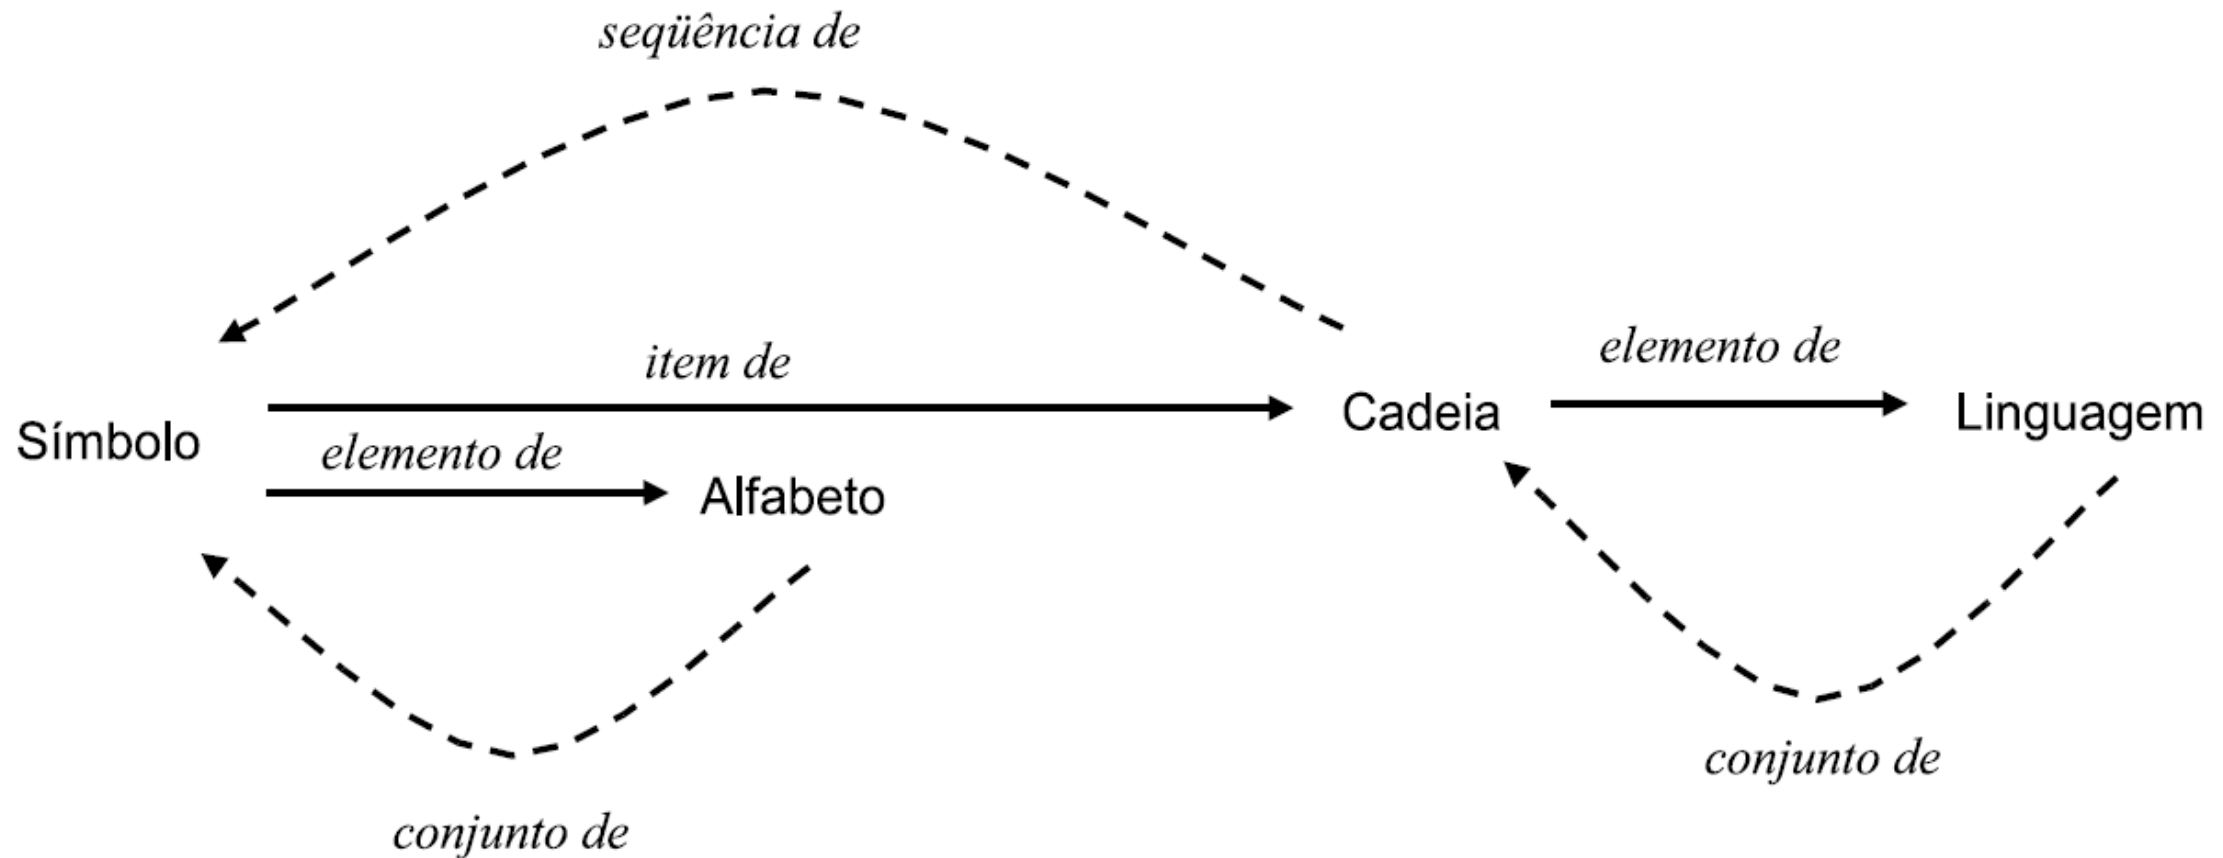 seqüência de
item de
elemento de
Símbolo
Cadeia
Linguagem
elemento de
Alfabeto
conjunto de
conjunto de